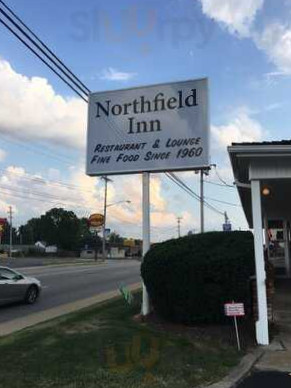 Northfield
Inn
RESTAURANT & LOUNGE
FINE FOOD SINCE 1960